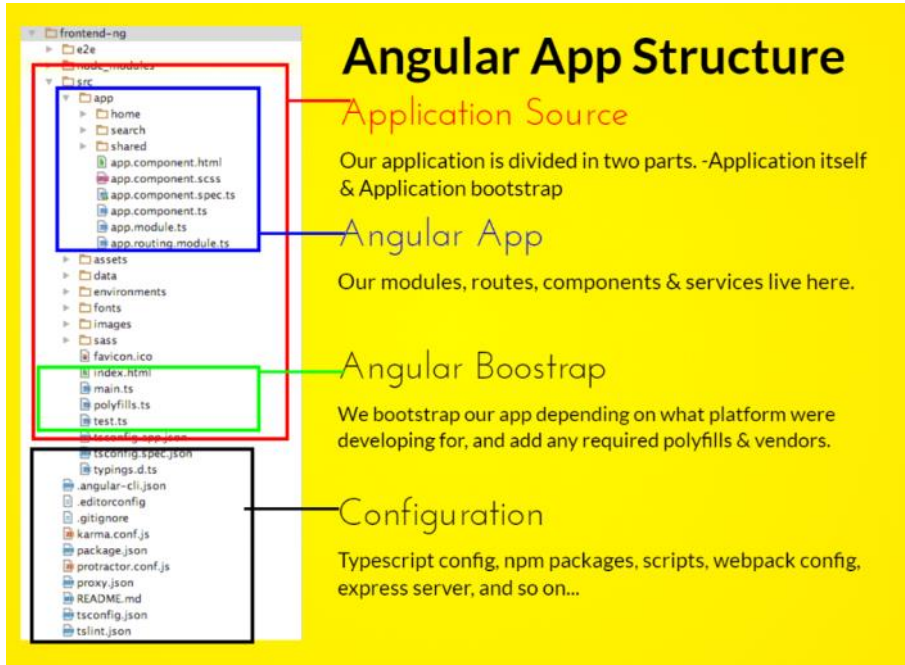 frontend-ng
e2e
node_modules
src
app
home
search
shared
app.component.html
app.component.scss
app.component.spec.ts
app.component.ts
app.module.ts
app.routing.module.ts
assets
data
environments
fonts
images
sass
favicon.ico
index.html
main.ts
polyfills.ts
test.ts
tsconfig.app.json
tsconfig.spec.json
typings.d.ts
.angular-cli.json
.editorconfig
.gitignore
karma.conf.js
package.json
protractor.conf.js
proxy.json
README.md
tsconfig.json
tslint.json
Angular App Structure
Application Source
Our application is divided in two parts. -Application itself
& Application bootstrap
Angular App
Our modules, routes, components & services live here.
Angular Boostrap
We bootstrap our app depending on what platform were
developing for, and add any required polyfills & vendors.
Configuration
Typescript config, npm packages, scripts, webpack config,
express server, and so on...